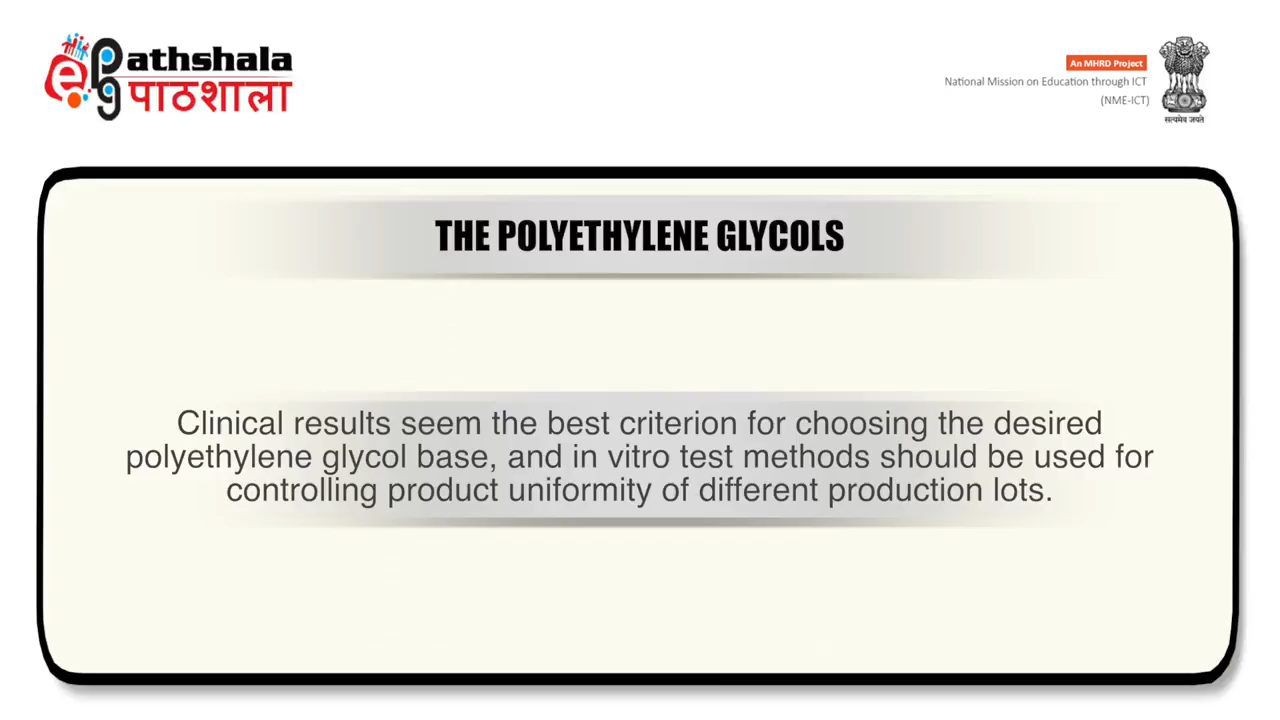 ePg Pathshala
पाठशाला
An MHRD Project
National Mission on Education through ICT
(NME-ICT)
सत्यमेव जयते
THE POLYETHYLENE GLYCOLS
Clinical results seem the best criterion for choosing the desired
polyethylene glycol base, and in vitro test methods should be used for
controlling product uniformity of different production lots.